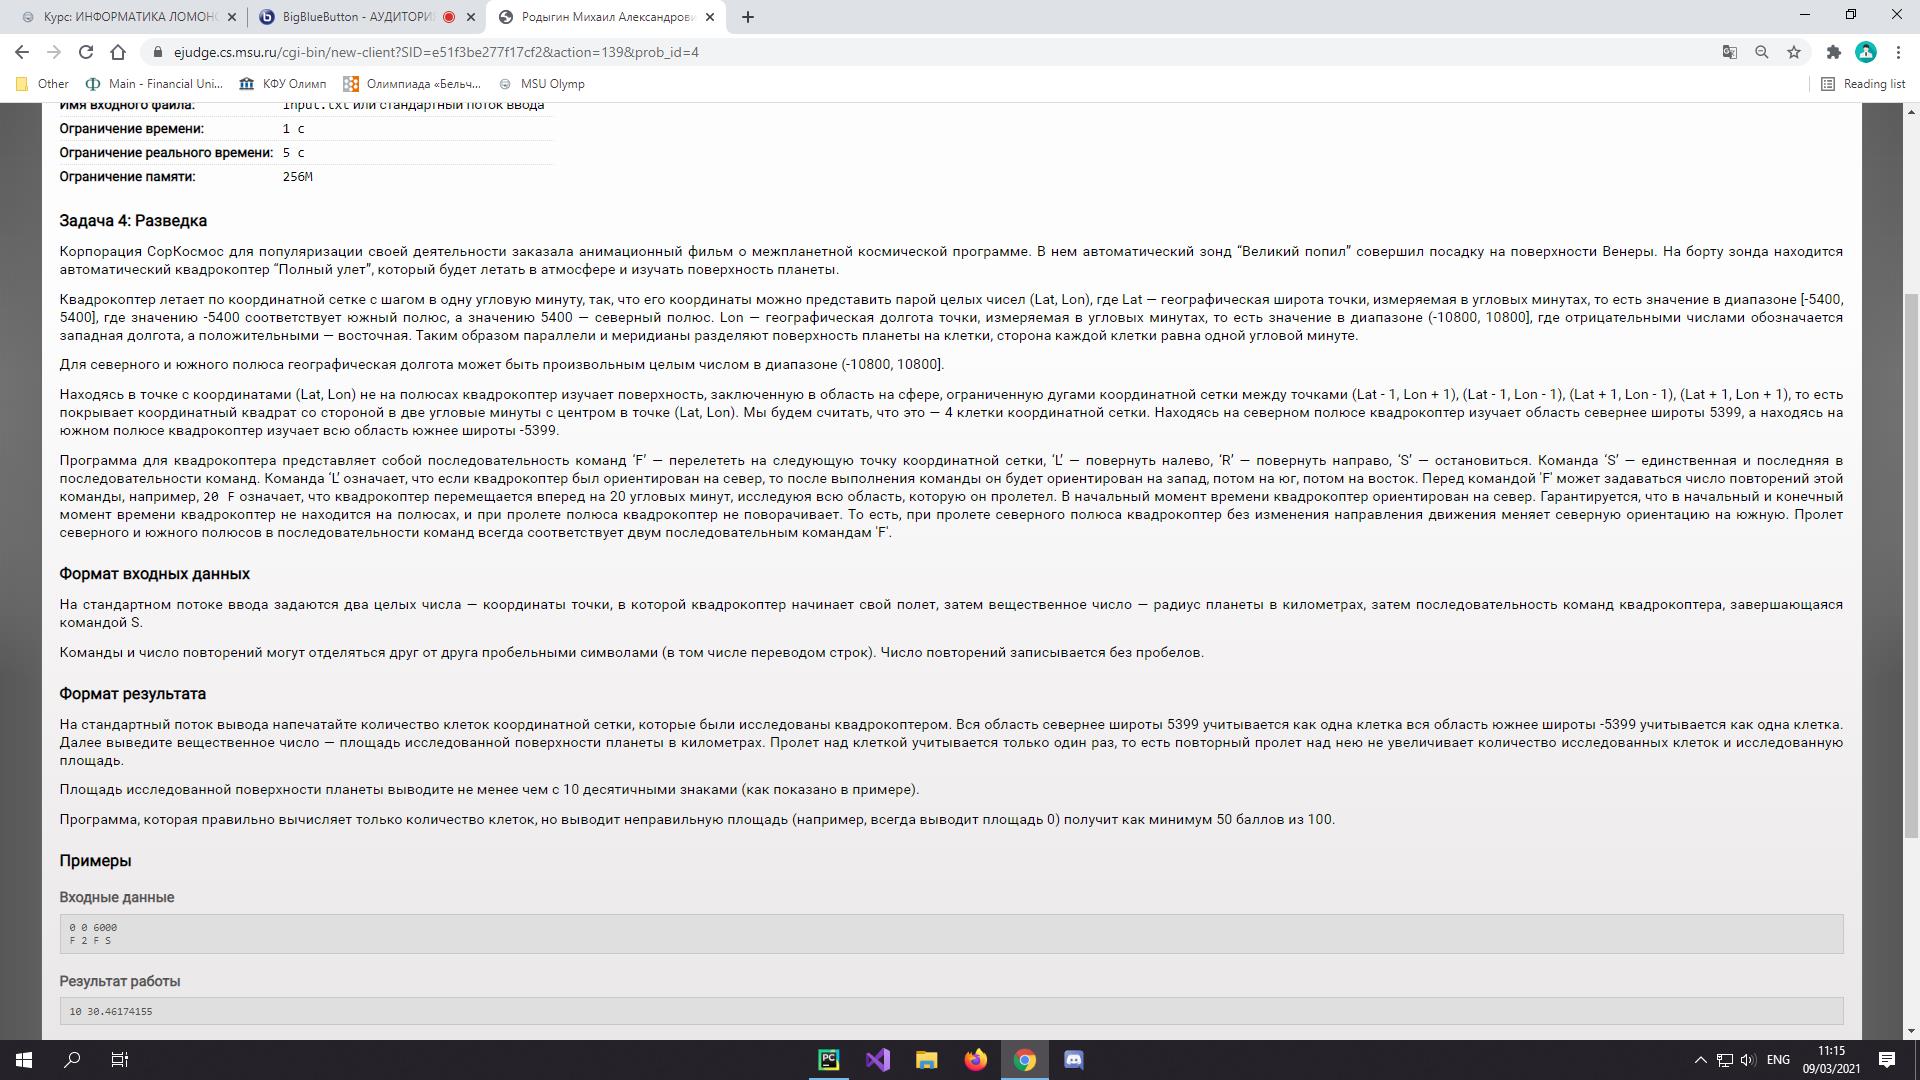 Курс: ИНФОРМАТИКА ЛОМОНО
BigBlueButton - АУДИТОРИ
Родыгин Михаил Александрови
ejudge.cs.msu.ru/cgi-bin/new-client?SID=e51f3be277f17cf2&action=139&prob_id=4
Other
Main - Financial Uni...
КФУ Олимп
Олимпиада «Бельч...
MSU Olymp
Reading list
Имя входного файла: input.txt или стандартный поток ввода
Ограничение времени: 1 с
Ограничение реального времени: 5 с
Ограничение памяти: 256M
Задача 4: Разведка
Корпорация СорКосмос для популяризации своей деятельности заказала анимационный фильм о межпланетной космической программе. В нем автоматический зонд “Великий попил” совершил посадку на поверхности Венеры. На борту зонда находится
автоматический квадрокоптер “Полный улет”, который будет летать в атмосфере и изучать поверхность планеты.
Квадрокоптер летает по координатной сетке с шагом в одну угловую минуту, так, что его координаты можно представить парой целых чисел (Lat, Lon), где Lat — географическая широта точки, измеряемая в угловых минутах, то есть значение в диапазоне [-5400,
5400], где значению -5400 соответствует южный полюс, а значению 5400 — северный полюс. Lon — географическая долгота точки, измеряемая в угловых минутах, то есть значение в диапазоне (-10800, 10800], где отрицательными числами обозначается
западная долгота, а положительными — восточная. Таким образом параллели и меридианы разделяют поверхность планеты на клетки, сторона каждой клетки равна одной угловой минуте.
Для северного и южного полюса географическая долгота может быть произвольным целым числом в диапазоне (-10800, 10800].
Находясь в точке с координатами (Lat, Lon) не на полюсах квадрокоптер изучает поверхность, заключенную в область на сфере, ограниченную дугами координатной сетки между точками (Lat - 1, Lon + 1), (Lat - 1, Lon - 1), (Lat + 1, Lon - 1), (Lat + 1, Lon + 1), то есть
покрывает координатный квадрат со стороной в две угловые минуты с центром в точке (Lat, Lon). Мы будем считать, что это — 4 клетки координатной сетки. Находясь на северном полюсе квадрокоптер изучает область севернее широты 5399, а находясь на
южном полюсе квадрокоптер изучает всю область южнее широты -5399.
Программа для квадрокоптера представляет собой последовательность команд ‘F’ — перелететь на следующую точку координатной сетки, ‘L’ — повернуть налево, ‘R’ — повернуть направо, ‘S’ — остановиться. Команда ‘S’ — единственная и последняя в
последовательности команд. Команда ‘L’ означает, что если квадрокоптер был ориентирован на север, то после выполнения команды он будет ориентирован на запад, потом на юг, потом на восток. Перед командой 'F' может задаваться число повторений этой
команды, например, 20 F означает, что квадрокоптер перемещается вперед на 20 угловых минут, исследуюя всю область, которую он пролетел. В начальный момент времени квадрокоптер ориентирован на север. Гарантируется, что в начальный и конечный
момент времени квадрокоптер не находится на полюсах, и при пролете полюса квадрокоптер не поворачивает. То есть, при пролете северного полюса квадрокоптер без изменения направления движения меняет северную ориентацию на южную. Пролет
северного и южного полюсов в последовательности команд всегда соответствует двум последовательным командам 'F'.
Формат входных данных
На стандартном потоке ввода задаются два целых числа — координаты точки, в которой квадрокоптер начинает свой полет, затем вещественное число — радиус планеты в километрах, затем последовательность команд квадрокоптера, завершающаяся
командой S.
Команды и число повторений могут отделяться друг от друга пробельными символами (в том числе переводом строк). Число повторений записывается без пробелов.
Формат результата
На стандартный поток вывода напечатайте количество клеток координатной сетки, которые были исследованы квадрокоптером. Вся область севернее широты 5399 учитывается как одна клетка вся область южнее широты -5399 учитывается как одна клетка.
Далее выведите вещественное число — площадь исследованной поверхности планеты в километрах. Пролет над клеткой учитывается только один раз, то есть повторный пролет над нею не увеличивает количество исследованных клеток и исследованную
площадь.
Площадь исследованной поверхности планеты выводите не менее чем с 10 десятичными знаками (как показано в примере).
Программа, которая правильно вычисляет только количество клеток, но выводит неправильную площадь (например, всегда выводит площадь 0) получит как минимум 50 баллов из 100.
Примеры
Входные данные
0 0 6000
F 2 F S
Результат работы
10 30.46174155
ENG
11:15
09/03/2021